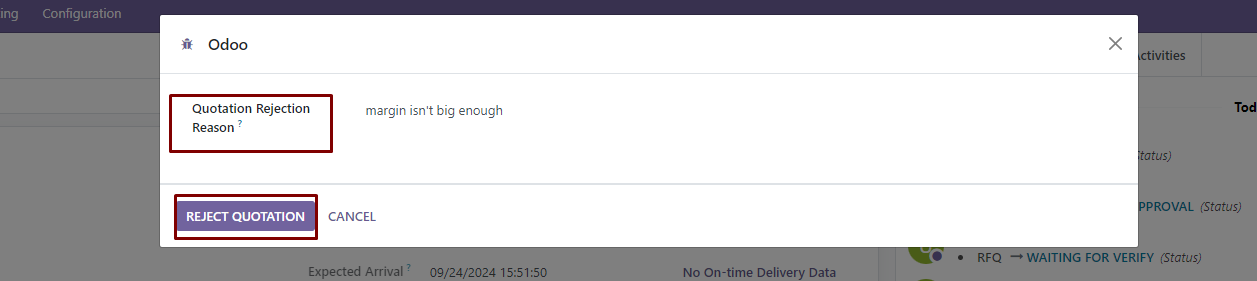 ing Configuration
Odoo
Activities
Quotation Rejection
Reason ?
margin isn't big enough
Tod
Status)
REJECT QUOTATION CANCEL
PPROVAL (Status)
• RFQ → WAITING FOR VERIFY (Status)
Expected Arrival ? 09/24/2024 15:51:50 No On-time Delivery Data